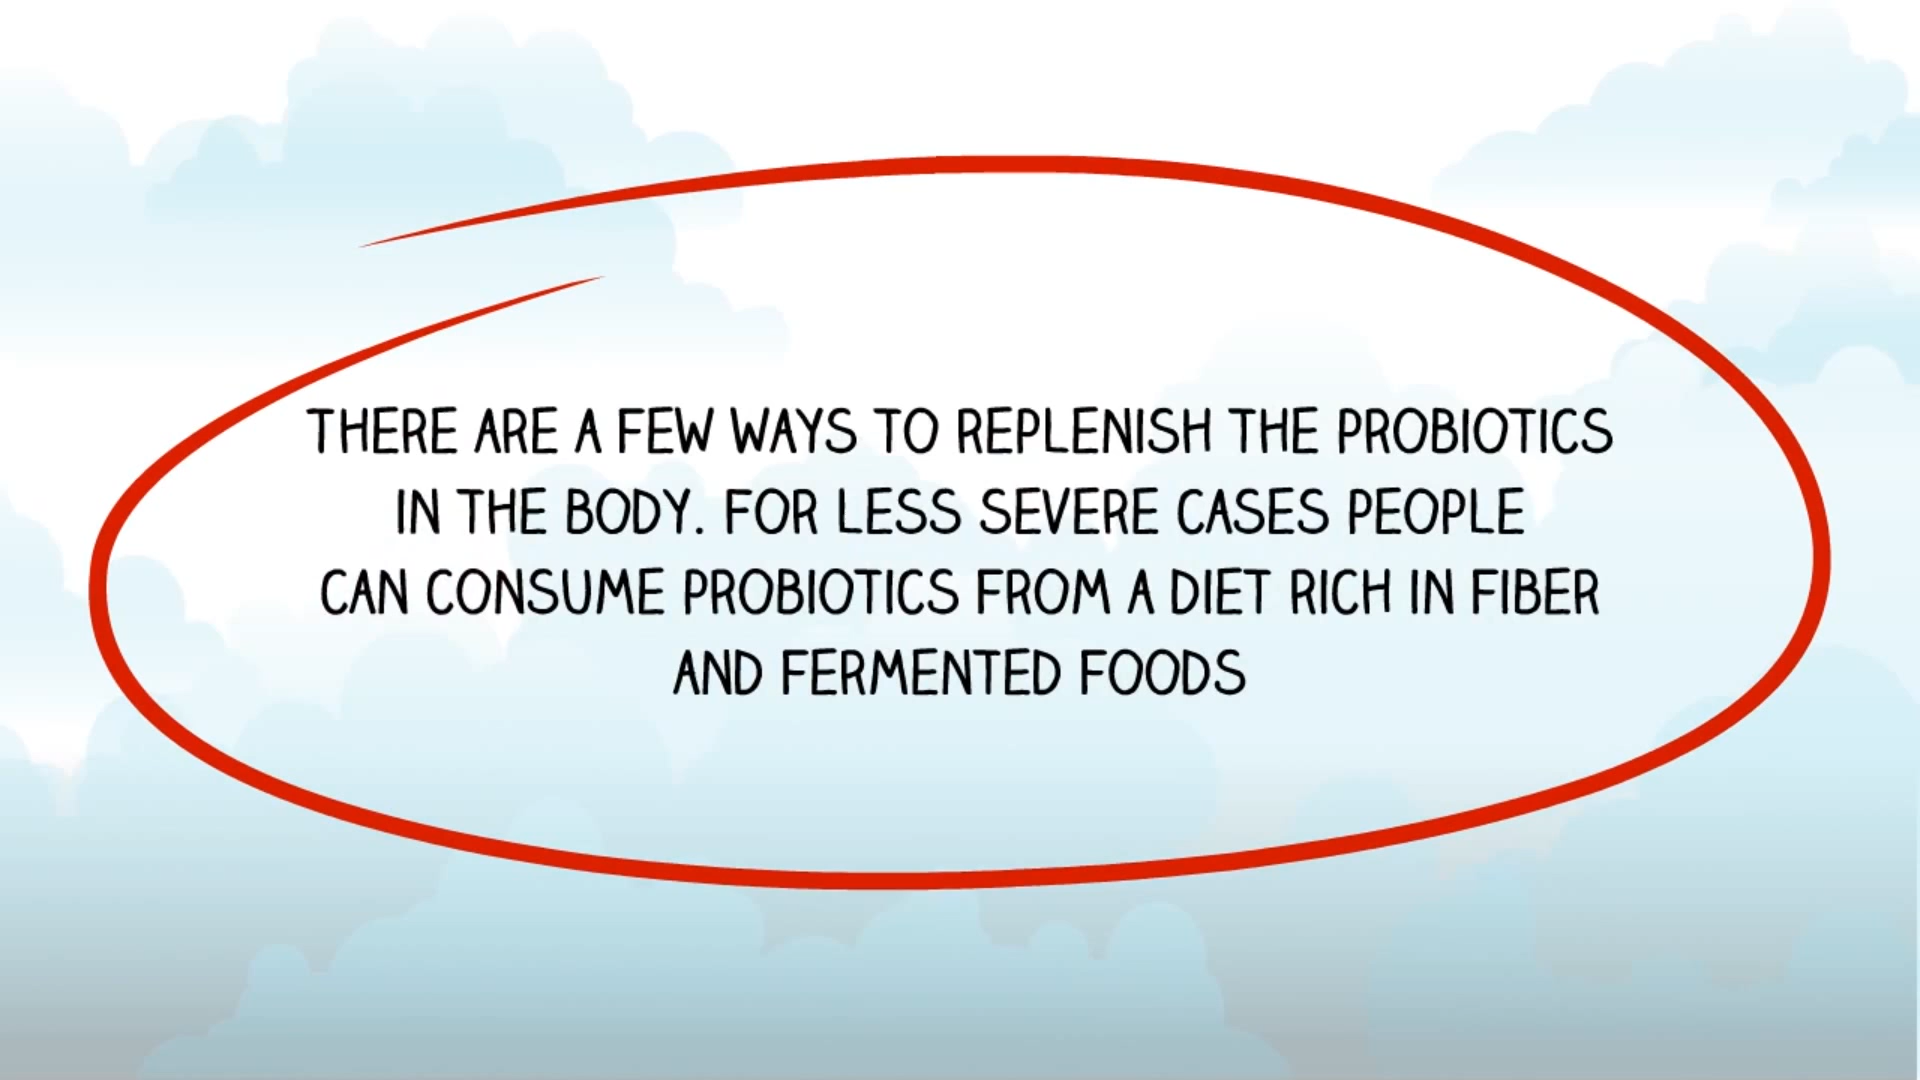 THERE ARE A FEW WAYS TO REPLENISH THE PROBIOTICS
IN THE BODY. FOR LESS SEVERE CASES PEOPLE
CAN CONSUME PROBIOTICS FROM A DIET RICH IN FIBER
AND FERMENTED FOODS